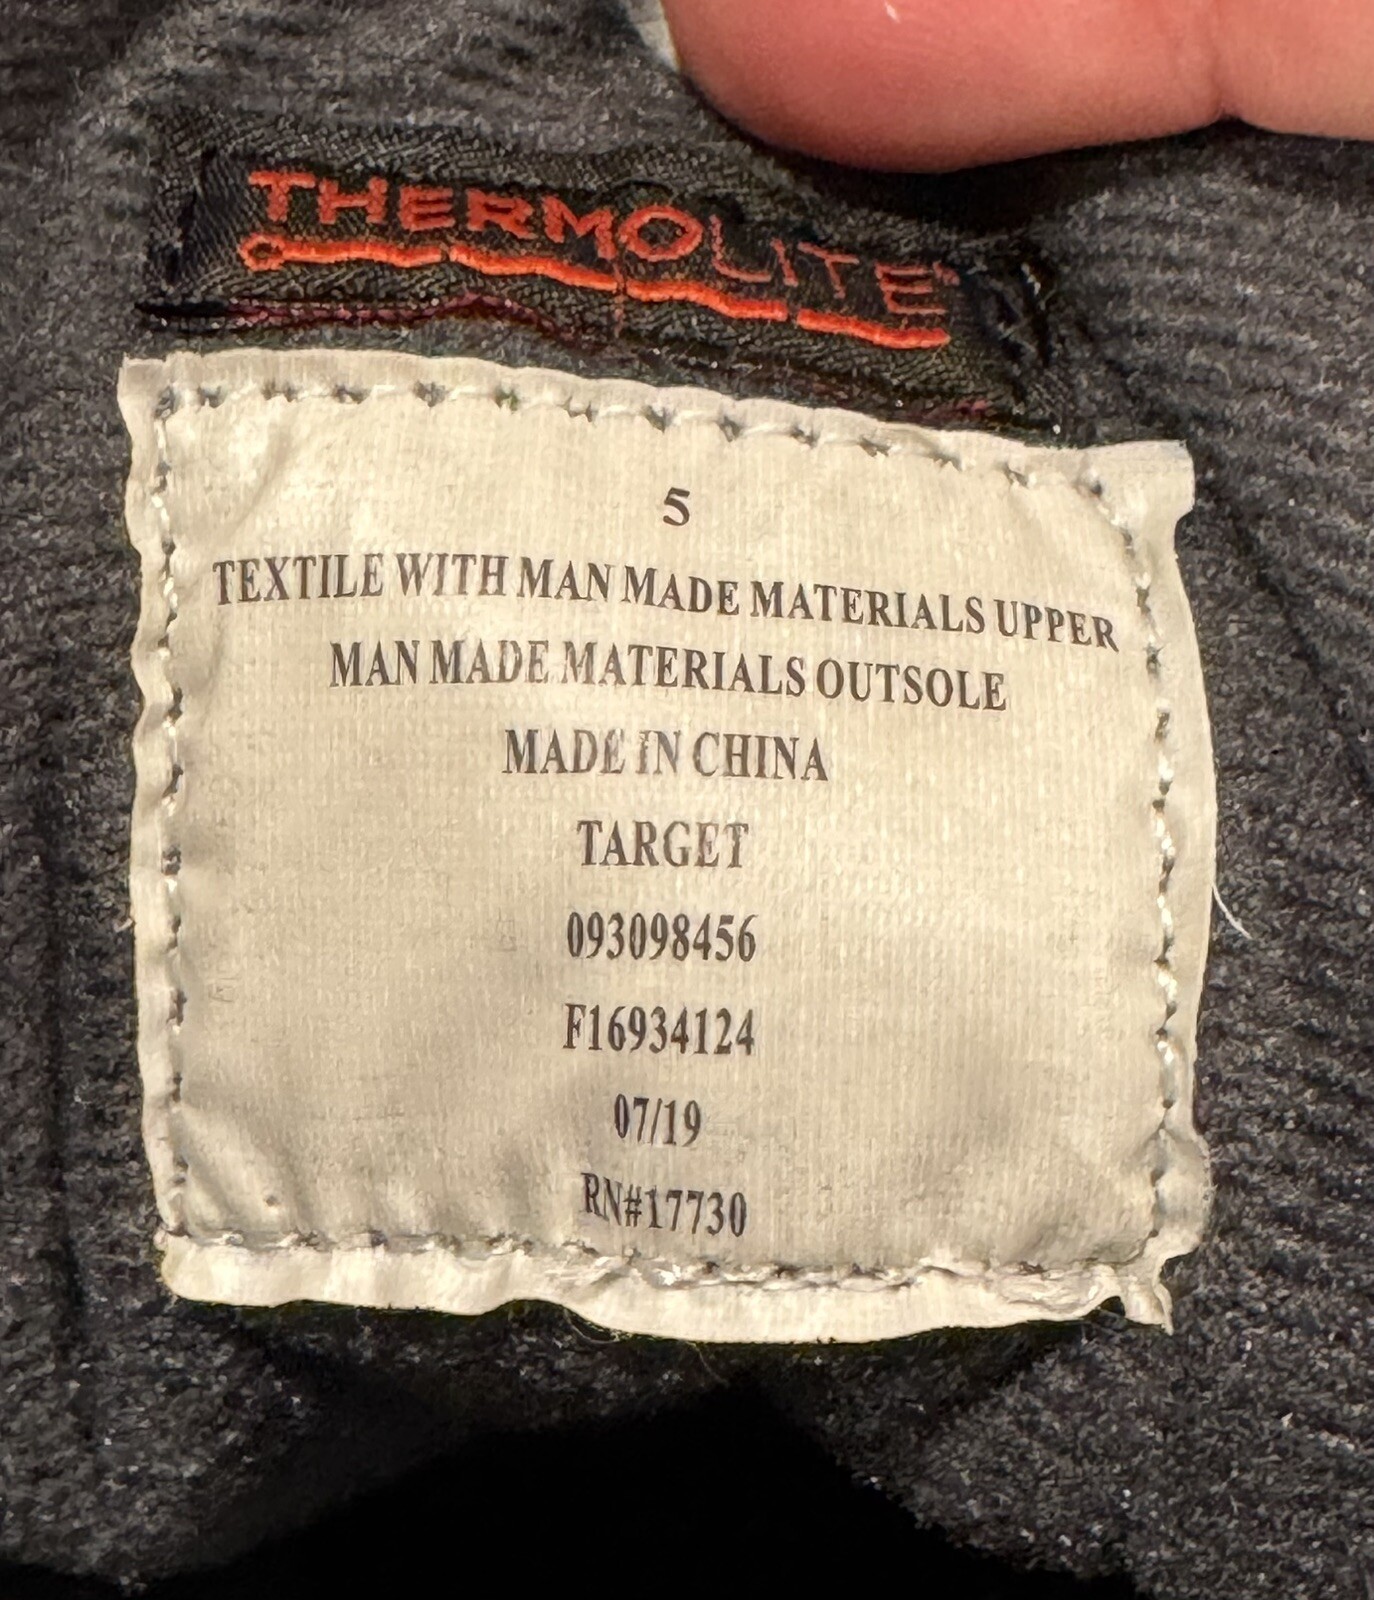 THERMOLITE
5
TEXTILE WITH MAN MADE MATERIALS UPPER
MAN MADE MATERIALS OUTSOLE
MADE IN CHINA
TARGET
093098456
F16934124
07/19
RN#17730